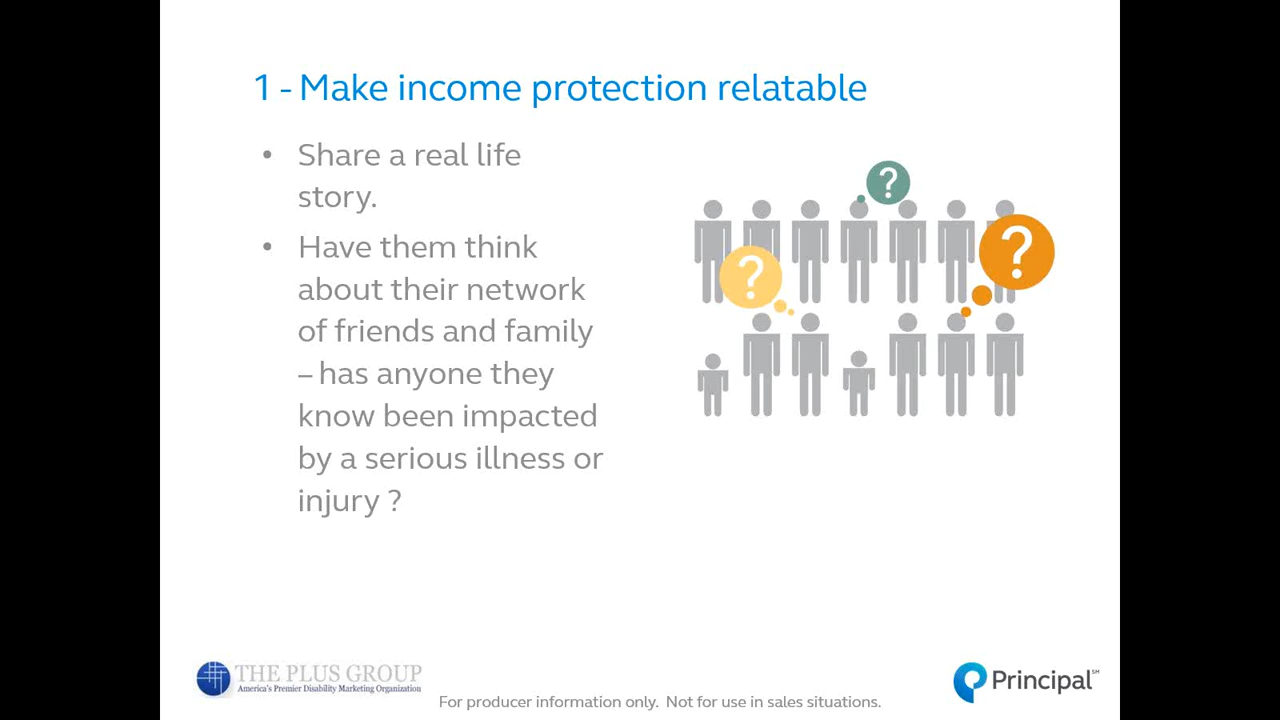 1 - Make income protection relatable
• Share a real life
story.
• Have them think
about their network
of friends and family
– has anyone they
know been impacted
by a serious illness or
injury ?
?
?
?
THE PLUS GROUP
America's Premier Disability Marketing Organization
For producer information only. Not for use in sales situations.
Principal℠